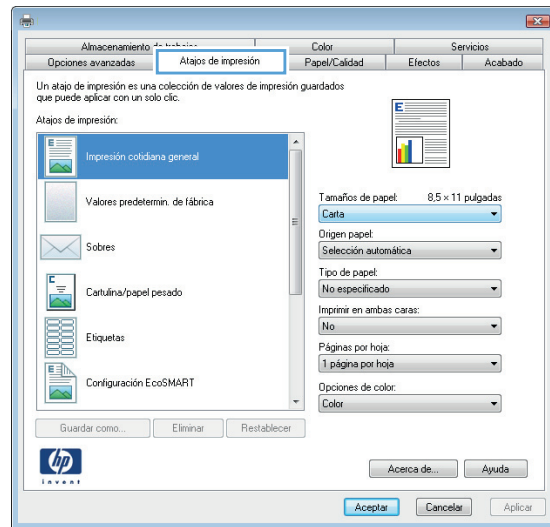 Almacenamiento de trabajos
Color
Servicios
Opciones avanzadas
Atajos de impresión
Papel/Calidad
Efectos
Acabado
Un atajo de impresión es una colección de valores de impresión guardados
que puede aplicar con un solo clic.
Atajos de impresión:
Impresión cotidiana general
Valores predetermin. de fábrica
Sobres
Cartulina/papel pesado
Etiquetas
Configuración EcoSMART
Guardar como...
Eliminar
Restablecer
E
Tamaños de papel: 8,5 × 11 pulgadas
Carta
Origen papel:
Selección automática
Tipo de papel:
No especificado
Imprimir en ambas caras:
No
Páginas por hoja:
1 página por hoja
Opciones de color:
Color
hp
invent
Acerca de...
Ayuda
Aceptar
Cancelar
Aplicar